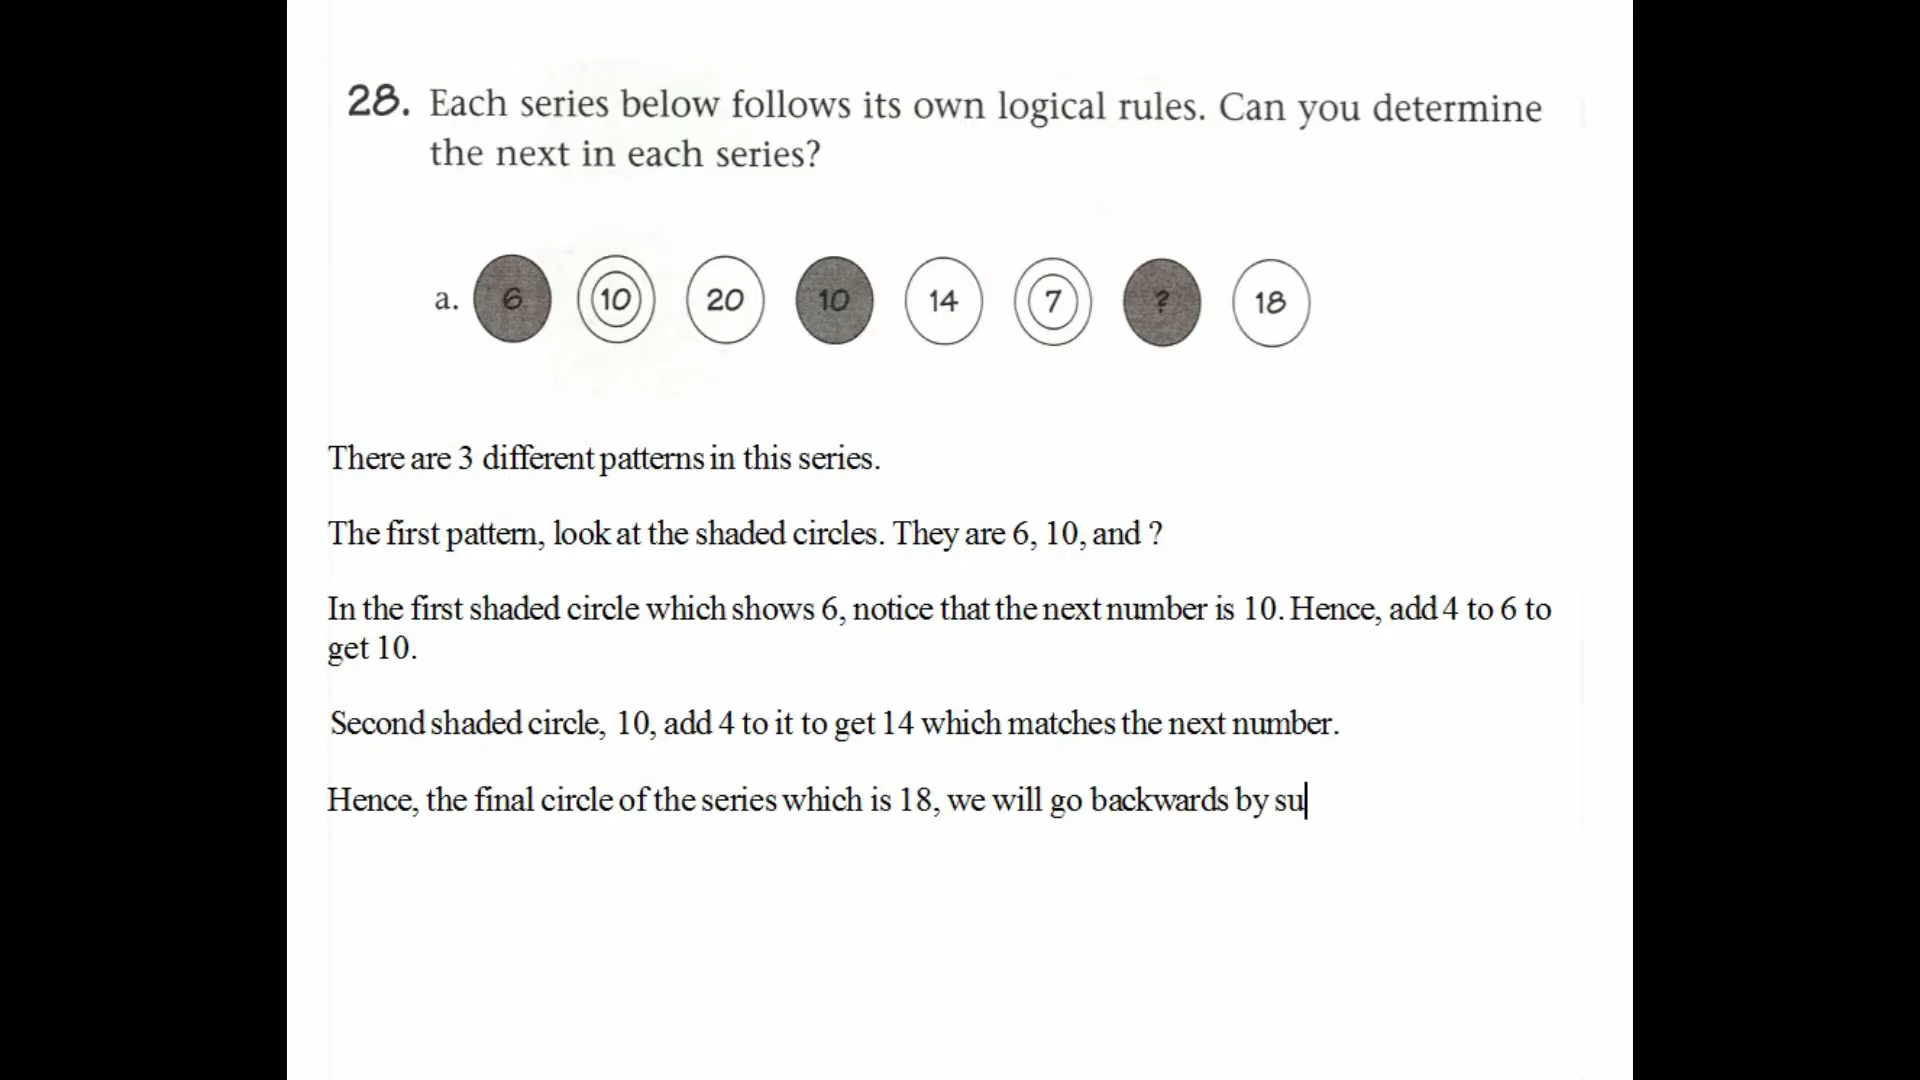 28. Each series below follows its own logical rules. Can you determine
the next in each series?
a. 6 10 20 10 14 7 ? 18
There are 3 different patterns in this series.
The first pattern, look at the shaded circles. They are 6, 10, and ?
In the first shaded circle which shows 6, notice that the next number is 10. Hence, add 4 to 6 to
get 10.
Second shaded circle, 10, add 4 to it to get 14 which matches the next number.
Hence, the final circle of the series which is 18, we will go backwards by su